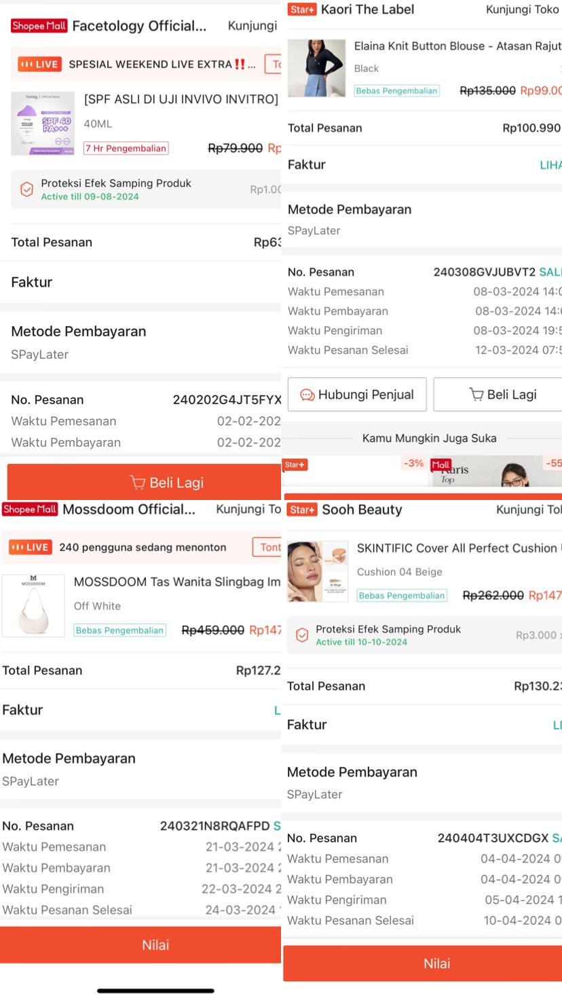 Shopee Mall Facetology Official... Kunjungi
LIVE SPESIAL WEEKEND LIVE EXTRA‼️...
[SPF ASLI DI UJI INVIVO INVITRO]
SPF 40
PA+++
40ML
7 Hr Pengembalian Rp79.900 Rp
Proteksi Efek Samping Produk
Active till 09-08-2024
Total Pesanan Rp63
Faktur
Metode Pembayaran
SPayLater
No. Pesanan 240202G4JT5FYX
Waktu Pemesanan 02-02-202
Waktu Pembayaran 02-02-202
Beli Lagi
Star+ Kaori The Label Kunjungi Toko
Elaina Knit Button Blouse - Atasan Rajut
Black
Bebas Pengembalian Rp135.000 Rp99.00
Total Pesanan Rp100.990
Faktur LIHA
Metode Pembayaran
SPayLater
No. Pesanan 240308GVJUBVT2 SALI
Waktu Pemesanan 08-03-2024 14:0
Waktu Pembayaran 08-03-2024 14:0
Waktu Pengiriman 08-03-2024 19:5
Waktu Pesanan Selesai 12-03-2024 07:5
Hubungi Penjual Beli Lagi
Kamu Mungkin Juga Suka
Star+ -3% Mall -55
Karis
Top
Shopee Mall Mossdoom Official... Kunjungi To
LIVE 240 pengguna sedang menonton Tont
MOSSDOOM
MOSSDOOM Tas Wanita Slingbag Im
Off White
Bebas Pengembalian Rp459.000 Rp147
Total Pesanan Rp127.2
Faktur L
Metode Pembayaran
SPayLater
No. Pesanan 240321N8RQAFPD S
Waktu Pemesanan 21-03-2024 2
Waktu Pembayaran 21-03-2024 2
Waktu Pengiriman 22-03-2024 2
Waktu Pesanan Selesai 24-03-2024
Nilai
Star+ Sooh Beauty Kunjungi Tok
SKINTIFIC Cover All Perfect Cushion
Cushion 04 Beige
Bebas Pengembalian Rp262.000 Rp147
Proteksi Efek Samping Produk Rp3.000 x
Active till 10-10-2024
Total Pesanan Rp130.23
Faktur LI
Metode Pembayaran
SPayLater
No. Pesanan 240404T3UXCDGX SA
Waktu Pemesanan 04-04-2024 0
Waktu Pembayaran 04-04-2024 0
Waktu Pengiriman 05-04-2024 1
Waktu Pesanan Selesai 10-04-2024 0
Nilai